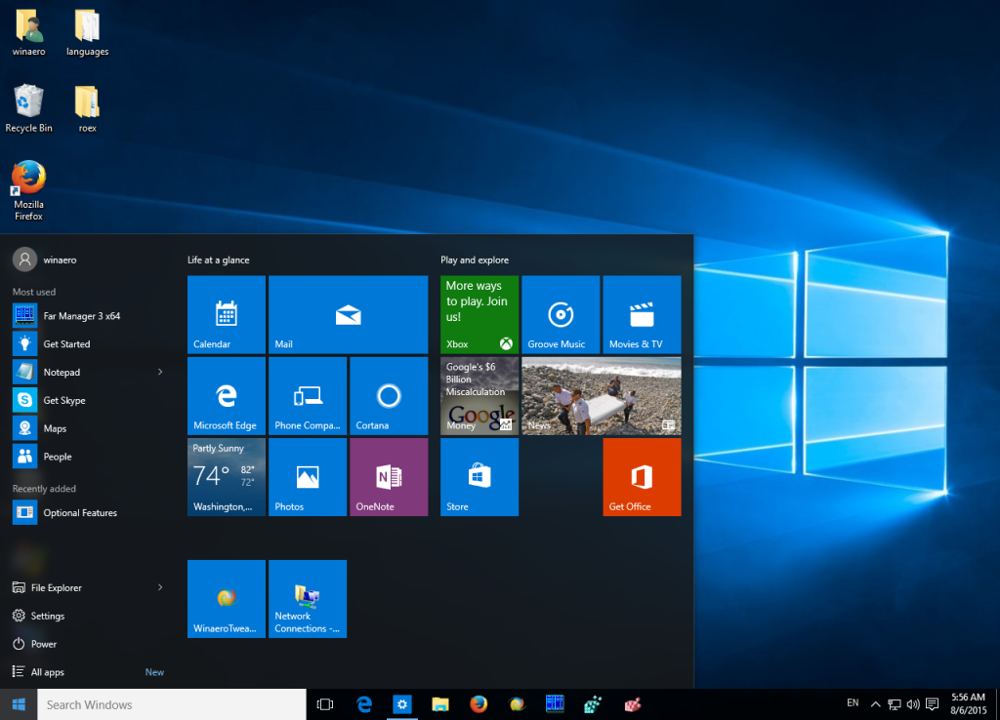 winaero
languages
Recycle Bin
roex
Mozilla
Firefox
winaero
Most used
Far Manager 3 x64
Get Started
Notepad
Get Skype
Maps
People
Recently added
Optional Features
File Explorer
Settings
Power
All apps
New
Life at a glance
Calendar
Mail
Microsoft Edge
Phone Compa...
Cortana
Partly Sunny
74°
82°
72°
Washington,...
Photos
N
OneNote
WinaeroTwea...
Network
Connections -...
Play and explore
More ways
to play. Join
us!
Xbox
Groove Music
Movies & TV
Google's $6
Billion
Miscalculation
Google
Money
News
Store
Get Office
Search Windows
EN
5:56 AM
8/6/2015